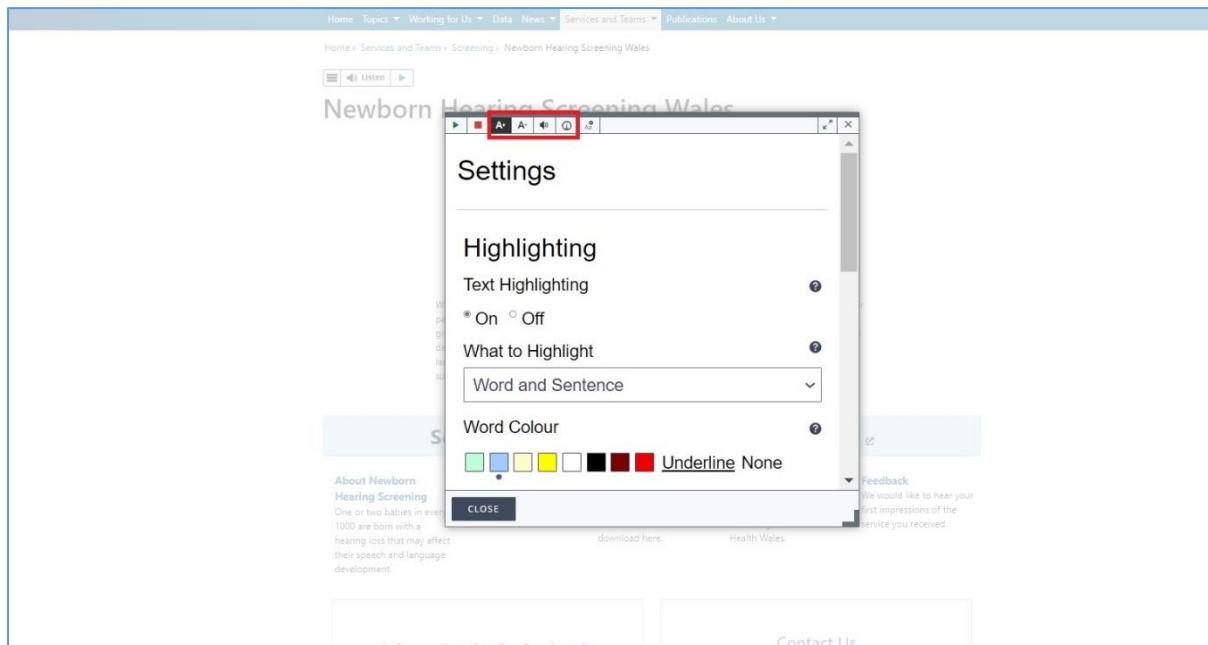 Home Topics Working for Us Data News Services and Teams Publications About Us
Home › Services and Teams › Screening › Newborn Hearing Screening Wales
Listen
Newborn Hearing Screening Wales
A+ A-
Settings
Highlighting
Text Highlighting
On Off
What to Highlight
Word and Sentence
Word Colour
Underline None
CLOSE
About Newborn
Hearing Screening
One or two babies in every
1000 are born with a
hearing loss that may affect
their speech and language
development.
download here.
Health Wales.
Feedback
We would like to hear your
first impressions of the
service you received.
Contact Us